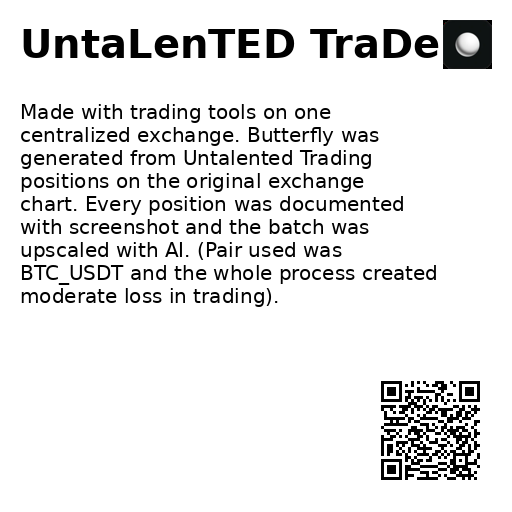 UntaLenTED TraDe
Made with trading tools on one
centralized exchange. Butterfly was
generated from Untalented Trading
positions on the original exchange
chart. Every position was documented
with screenshot and the batch was
upscaled with AI. (Pair used was
BTC_USDT and the whole process created
moderate loss in trading).